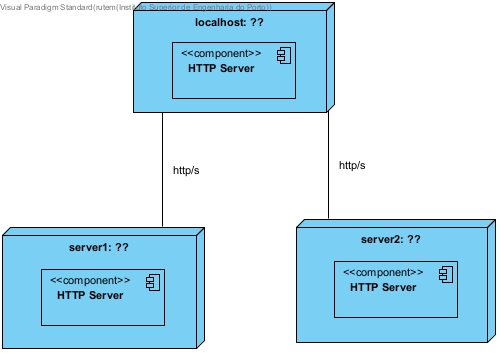 Visual Paradigm Standard(rutem(Instituto Superior de Engenharia do Porto))
localhost: ??
<<component>>
HTTP Server
http/s
http/s
server1: ??
<<component>>
HTTP Server
server2: ??
<<component>>
HTTP Server